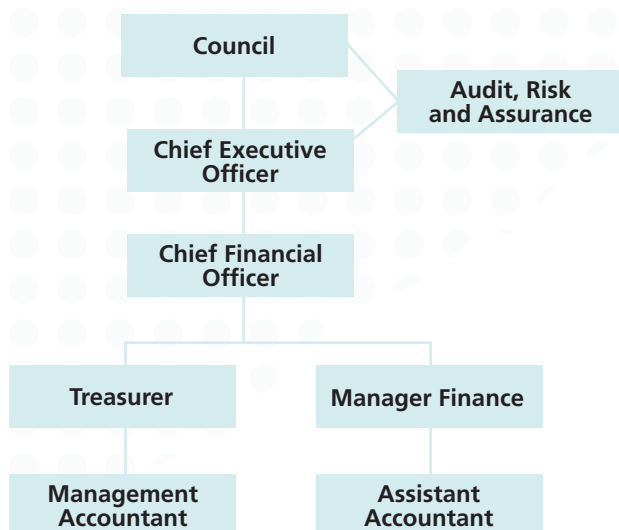 Council
Audit, Risk
and Assurance
Chief Executive
Officer
Chief Financial
Officer
Treasurer
Manager Finance
Management
Accountant
Assistant
Accountant